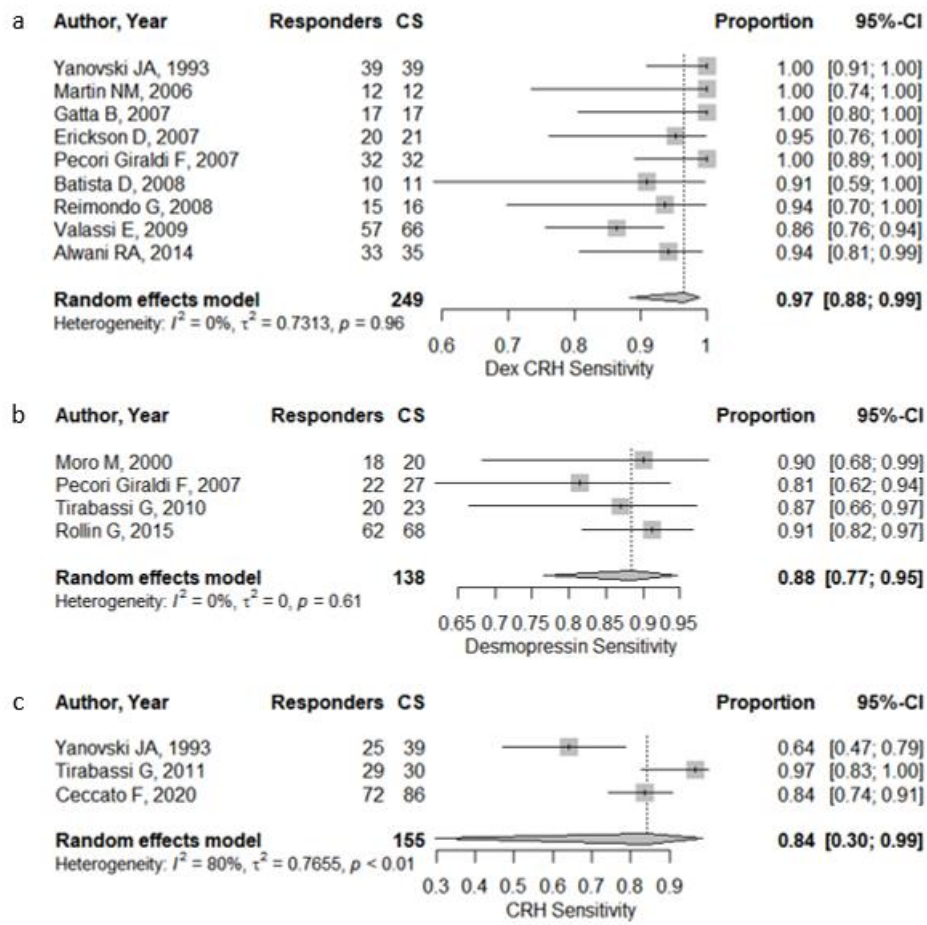 a Author, Year Responders CS Proportion 95%-CI
Yanovski JA, 1993 39 39 1.00 [0.91; 1.00]
Martin NM, 2006 12 12 1.00 [0.74; 1.00]
Gatta B, 2007 17 17 1.00 [0.80; 1.00]
Erickson D, 2007 20 21 0.95 [0.76; 1.00]
Pecori Giraldi F, 2007 32 32 1.00 [0.89; 1.00]
Batista D, 2008 10 11 0.91 [0.59; 1.00]
Reimondo G, 2008 15 16 0.94 [0.70; 1.00]
Valassi E, 2009 57 66 0.86 [0.76; 0.94]
Alwani RA, 2014 33 35 0.94 [0.81; 0.99]
Random effects model 249 0.97 [0.88; 0.99]
Heterogeneity: I² = 0%, τ² = 0.7313, p = 0.96
0.6 0.7 0.8 0.9 1
Dex CRH Sensitivity
b Author, Year Responders CS Proportion 95%-CI
Moro M, 2000 18 20 0.90 [0.68; 0.99]
Pecori Giraldi F, 2007 22 27 0.81 [0.62; 0.94]
Tirabassi G, 2010 20 23 0.87 [0.66; 0.97]
Rollin G, 2015 62 68 0.91 [0.82; 0.97]
Random effects model 138 0.88 [0.77; 0.95]
Heterogeneity: I² = 0%, τ² = 0, p = 0.61
0.65 0.7 0.75 0.8 0.85 0.9 0.95
Desmopressin Sensitivity
c Author, Year Responders CS Proportion 95%-CI
Yanovski JA, 1993 25 39 0.64 [0.47; 0.79]
Tirabassi G, 2011 29 30 0.97 [0.83; 1.00]
Ceccato F, 2020 72 86 0.84 [0.74; 0.91]
Random effects model 155 0.84 [0.30; 0.99]
Heterogeneity: I² = 80%, τ² = 0.7655, p < 0.01
0.3 0.4 0.5 0.6 0.7 0.8 0.9
CRH Sensitivity